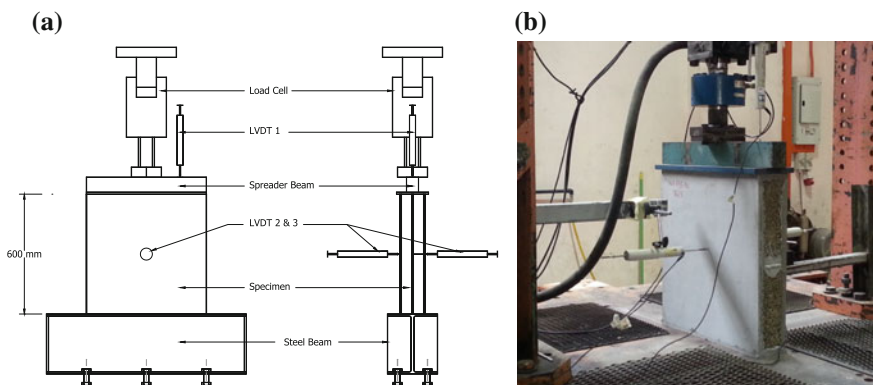 (a)
(b)
Load Cell
LVDT 1
Spreader Beam
LVDT 2 & 3
600 mm
Specimen
Steel Beam